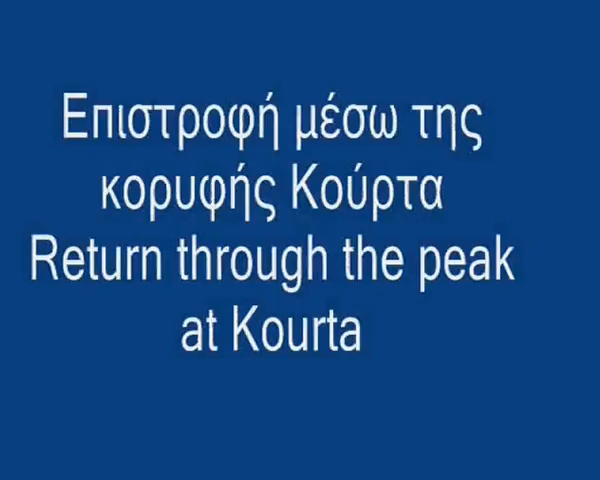 Επιστροφή μέσω της
κορυφής Κούρτα
Return through the peak
at Kourta